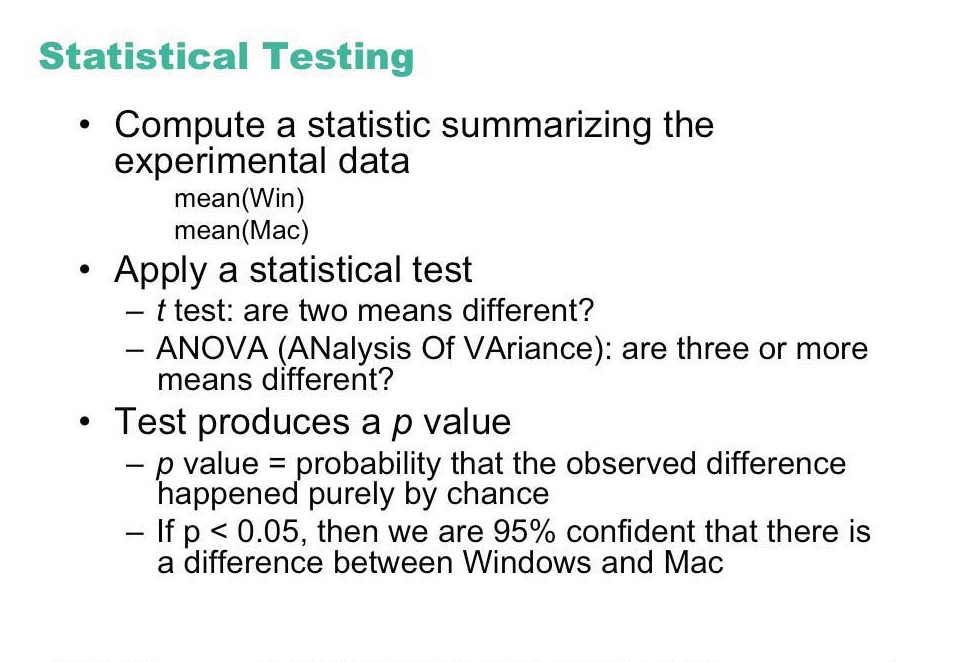 Statistical Testing
• Compute a statistic summarizing the
experimental data
mean(Win)
mean(Mac)
• Apply a statistical test
– t test: are two means different?
– ANOVA (ANalysis Of VAriance): are three or more
means different?
• Test produces a p value
– p value = probability that the observed difference
happened purely by chance
– If p < 0.05, then we are 95% confident that there is
a difference between Windows and Mac